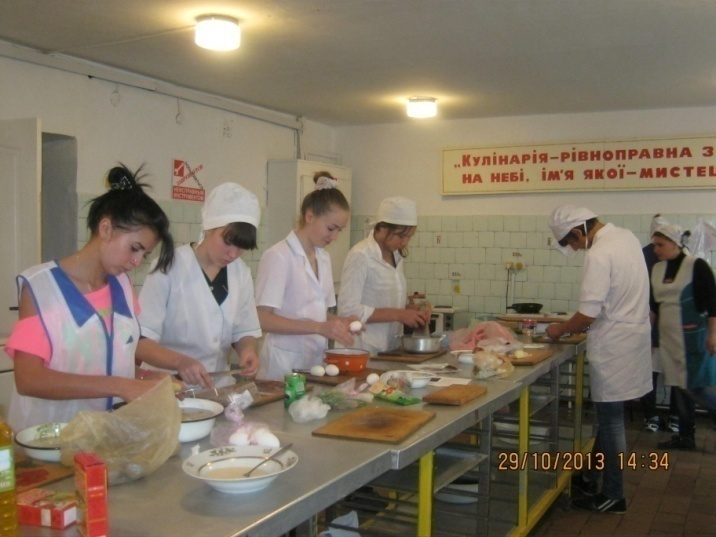 „КУЛІНАРІЯ–РІВНОПРАВНА З
НА НЕБІ, ІМ'Я ЯКОЇ–МИСТЕЦ
29/10/2013 14:34